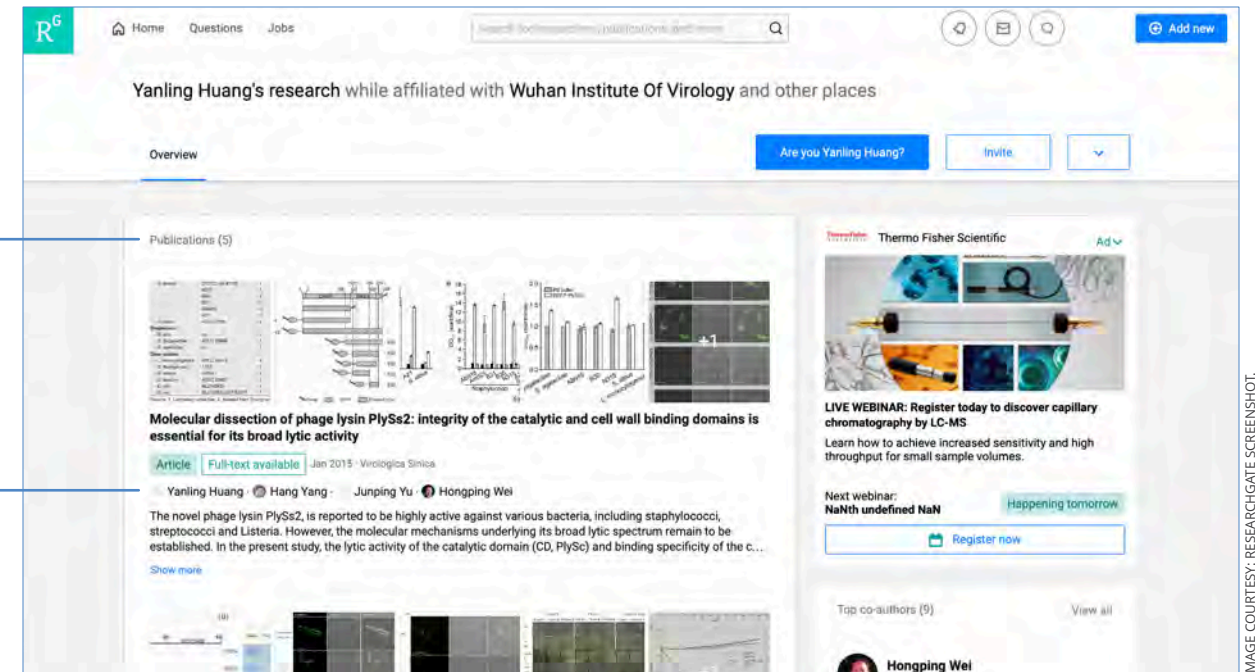 RG
Home Questions Jobs
Add new
Yanling Huang's research while affiliated with Wuhan Institute Of Virology and other places
Overview
Are you Yanling Huang?
Invite
Publications (5)
+1
Molecular dissection of phage lysin PlySs2: integrity of the catalytic and cell wall binding domains is
essential for its broad lytic activity
Article Full-text available Jan 2015 · Virologica Sinica
Yanling Huang · Hang Yang · Junping Yu · Hongping Wei
The novel phage lysin PlySs2, is reported to be highly active against various bacteria, including staphylococci,
streptococci and Listeria. However, the molecular mechanisms underlying its broad lytic spectrum remain to be
established. In the present study, the lytic activity of the catalytic domain (CD, PlySc) and binding specificity of the c...
Show more
Thermo Fisher Scientific
Ad
LIVE WEBINAR: Register today to discover capillary
chromatography by LC-MS
Learn how to achieve increased sensitivity and high
throughput for small sample volumes.
Next webinar:
NaNth undefined NaN
Happening tomorrow
Register now
Top co-authors (9)
View all
Hongping Wei
IMAGE COURTESY: RESEARCHGATE SCREENSHOT.